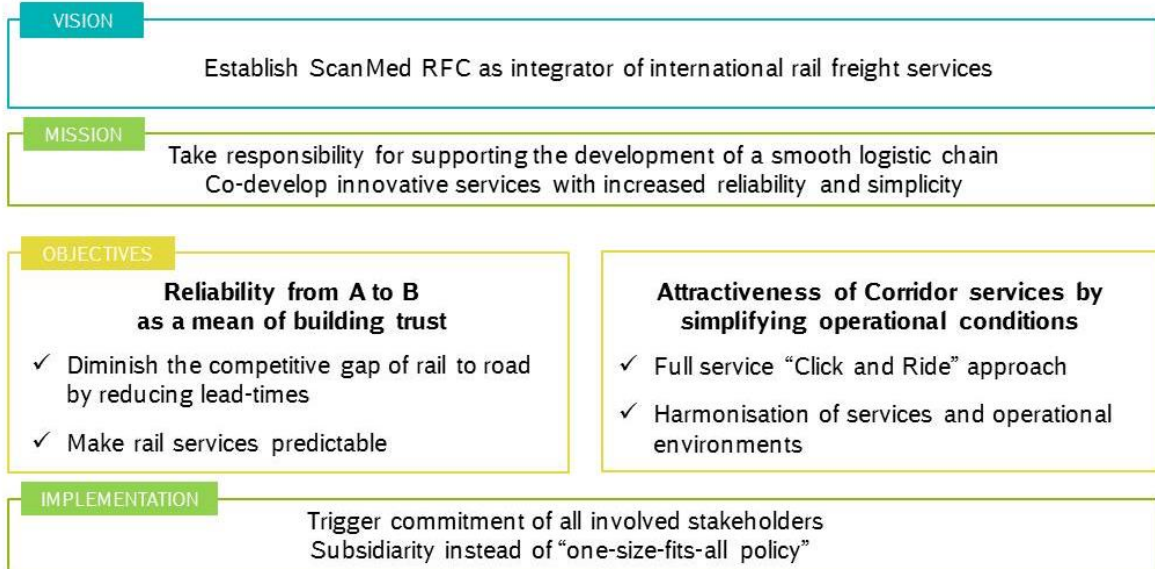 VISION
Establish ScanMed RFC as integrator of international rail freight services
MISSION
Take responsibility for supporting the development of a smooth logistic chain
Co-develop innovative services with increased reliability and simplicity
OBJECTIVES
Reliability from A to B
as a mean of building trust
✓ Diminish the competitive gap of rail to road
by reducing lead-times
✓ Make rail services predictable
Attractiveness of Corridor services by
simplifying operational conditions
✓ Full service “Click and Ride” approach
✓ Harmonisation of services and operational
environments
IMPLEMENTATION
Trigger commitment of all involved stakeholders
Subsidiarity instead of “one-size-fits-all policy”